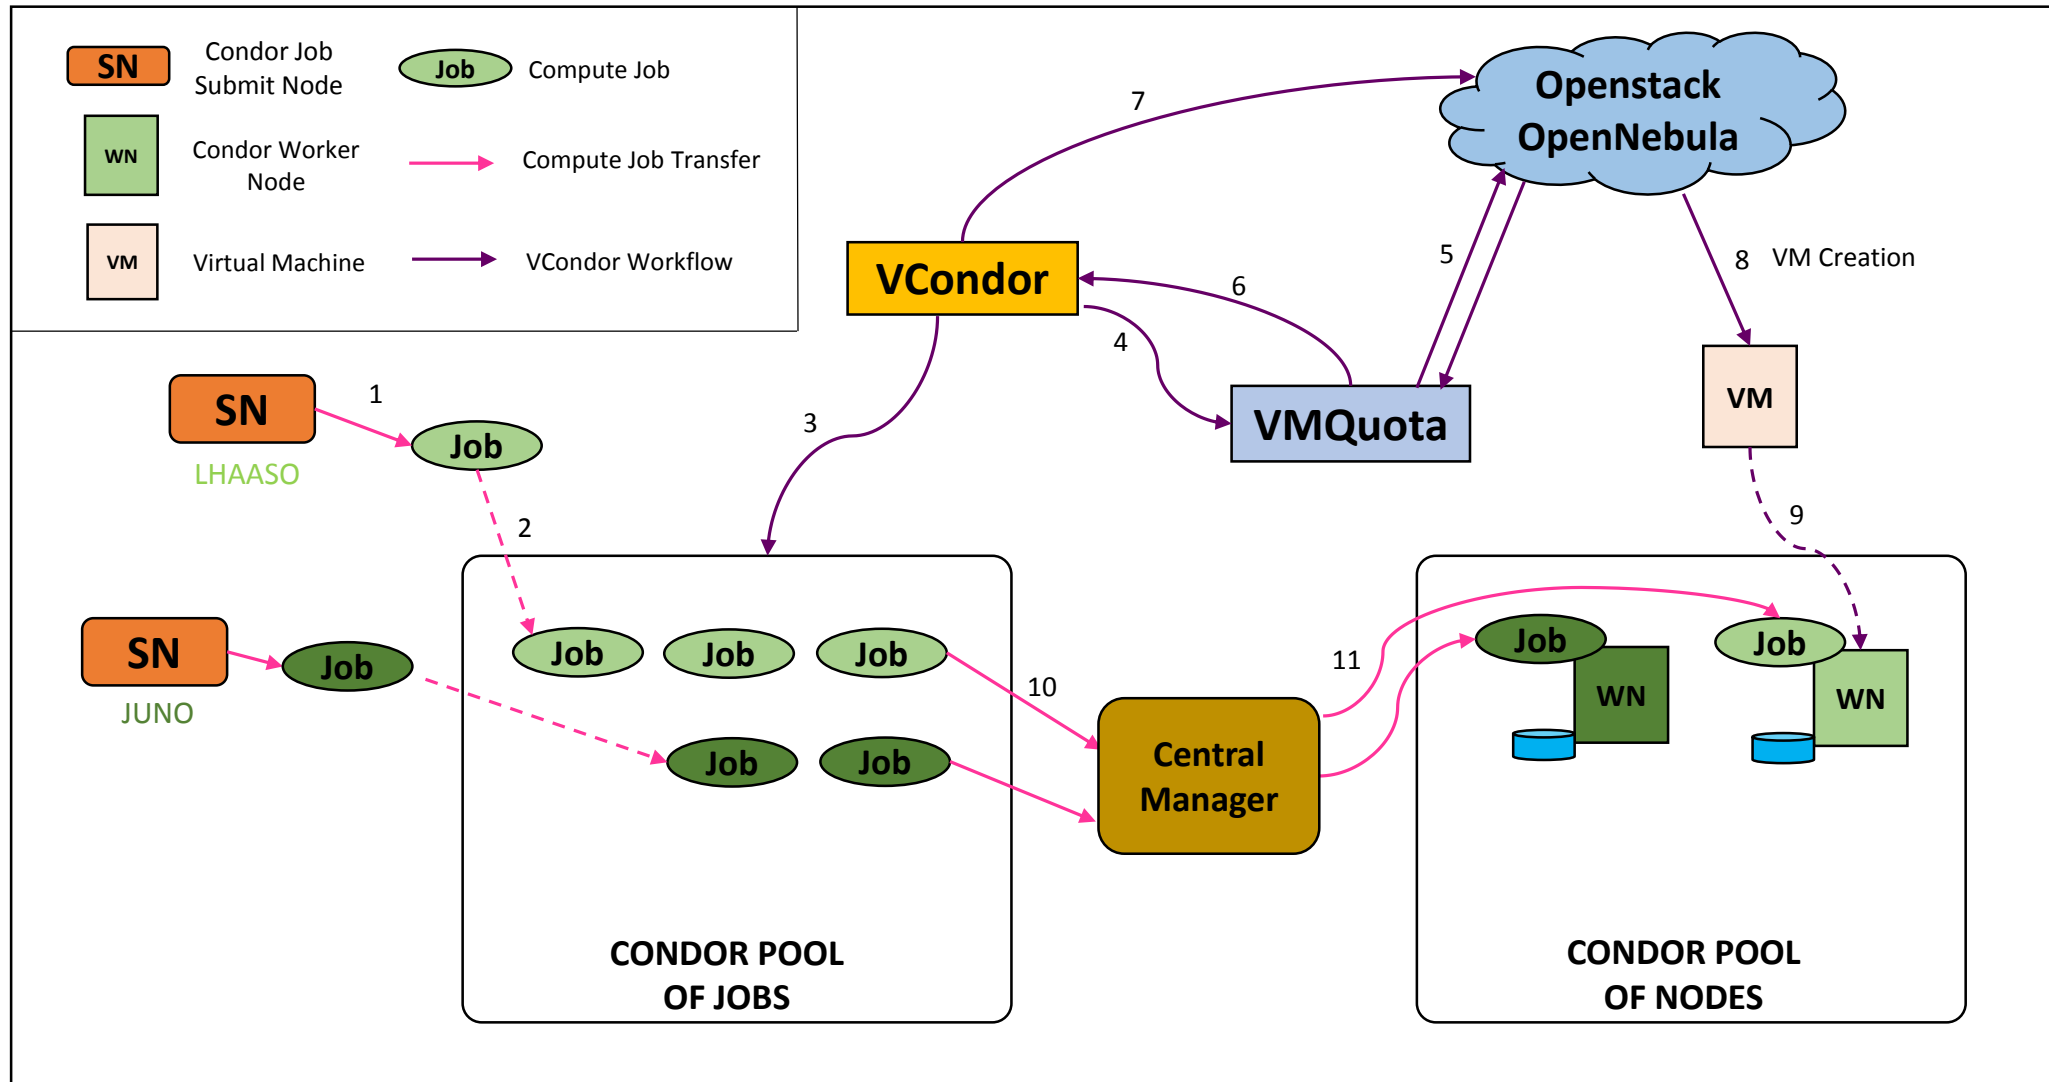 SN
Condor Job
Submit Node
Job
Compute Job
WN
Condor Worker
Node
Compute Job Transfer
VM
Virtual Machine
VCondor Workflow
7
Openstack
OpenNebula
VCondor
6
5
8
VM Creation
4
VMQuota
VM
SN
1
Job
LHAASO
3
2
9
SN
Job
JUNO
Job
Job
Job
10
Job
Job
Central
Manager
11
Job
WN
Job
WN
CONDOR POOL
OF JOBS
CONDOR POOL
OF NODES